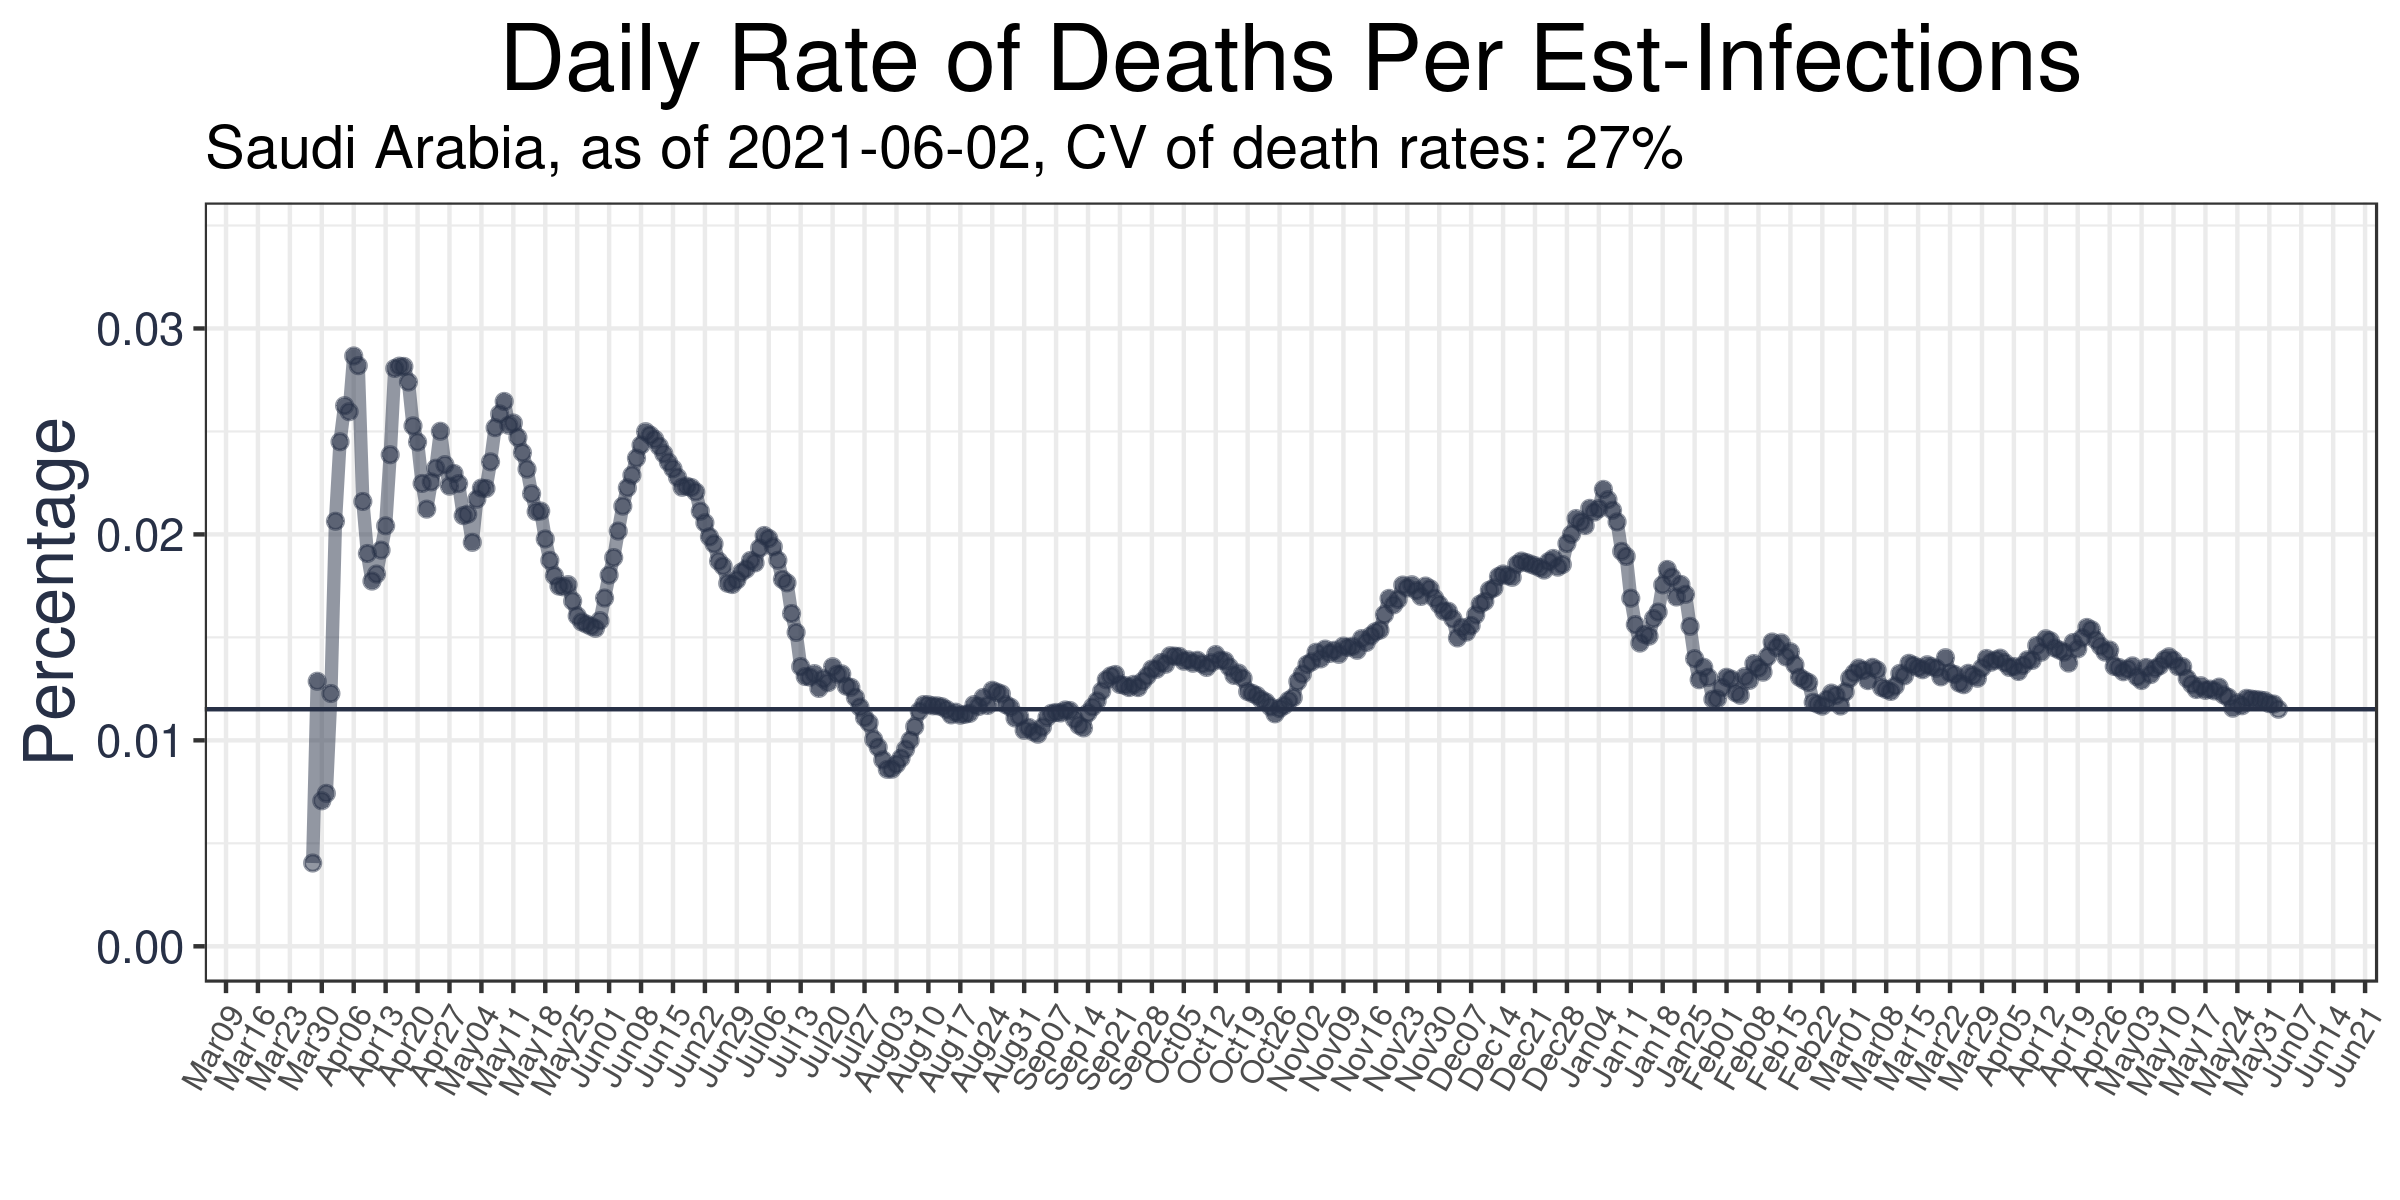 Daily Rate of Deaths Per Est-Infections
Saudi Arabia, as of 2021-06-02, CV of death rates: 27%
Percentage
0.03
0.02
0.01
0.00
Mar09
Mar16
Mar23
Mar30
Apr06
Apr13
Apr20
Apr27
May04
May11
May18
May25
Jun01
Jun08
Jun15
Jun22
Jun29
Jul06
Jul13
Jul20
Jul27
Aug03
Aug10
Aug17
Aug24
Aug31
Sep07
Sep14
Sep21
Sep28
Oct05
Oct12
Oct19
Oct26
Nov02
Nov09
Nov16
Nov23
Nov30
Dec07
Dec14
Dec21
Dec28
Jan04
Jan11
Jan18
Jan25
Feb01
Feb08
Feb15
Feb22
Mar01
Mar08
Mar15
Mar22
Mar29
Apr05
Apr12
Apr19
Apr26
May03
May10
May17
May24
May31
Jun07
Jun14
Jun21